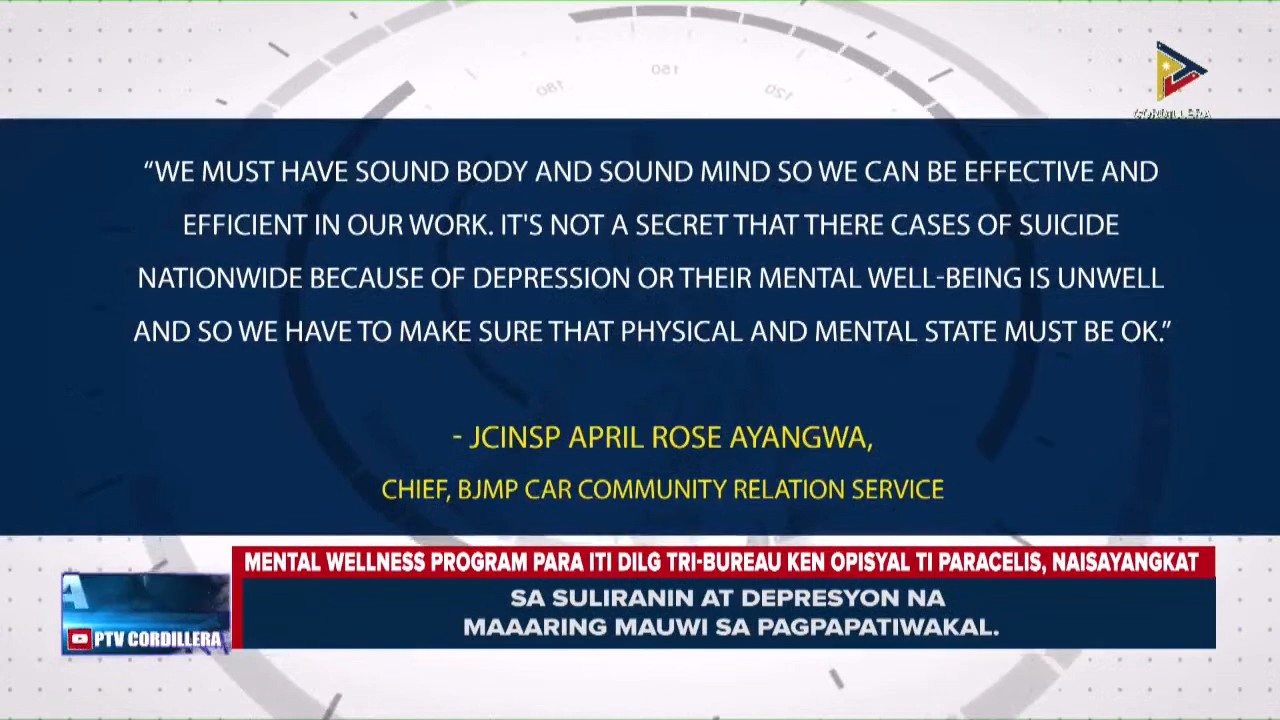 180
150
120
CORDILLERA
“WE MUST HAVE SOUND BODY AND SOUND MIND SO WE CAN BE EFFECTIVE AND
EFFICIENT IN OUR WORK. IT'S NOT A SECRET THAT THERE CASES OF SUICIDE
NATIONWIDE BECAUSE OF DEPRESSION OR THEIR MENTAL WELL-BEING IS UNWELL
AND SO WE HAVE TO MAKE SURE THAT PHYSICAL AND MENTAL STATE MUST BE OK.”
- JCINSP APRIL ROSE AYANGWA,
CHIEF, BJMP CAR COMMUNITY RELATION SERVICE
MENTAL WELLNESS PROGRAM PARA ITI DILG TRI-BUREAU KEN OPISYAL TI PARACELIS, NAISAYANGKAT
SA SULIRANIN AT DEPRESYON NA
MAAARING MAUWI SA PAGPAPATIWAKAL.
A
PTV CORDILLERA